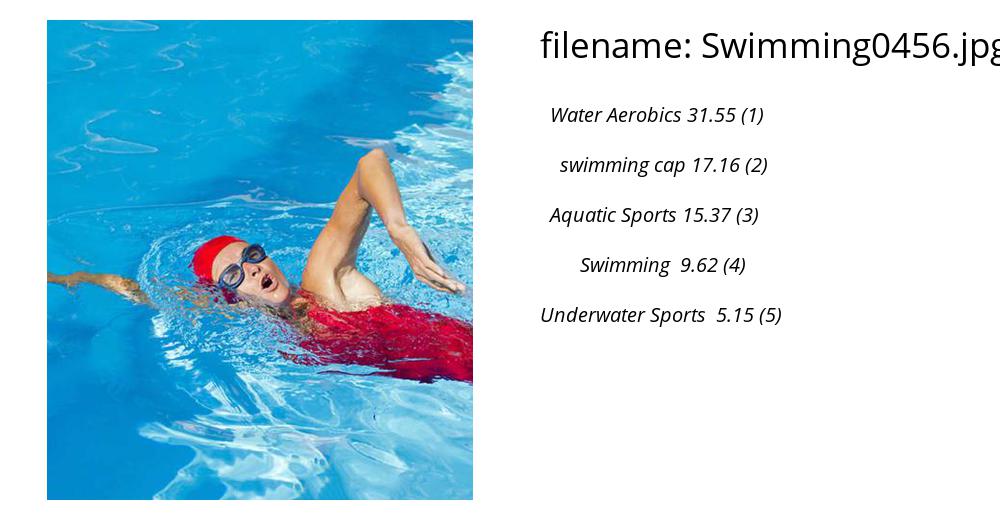 filename: Swimming0456.jpg
Water Aerobics 31.55 (1)
swimming cap 17.16 (2)
Aquatic Sports 15.37 (3)
Swimming 9.62 (4)
Underwater Sports 5.15 (5)